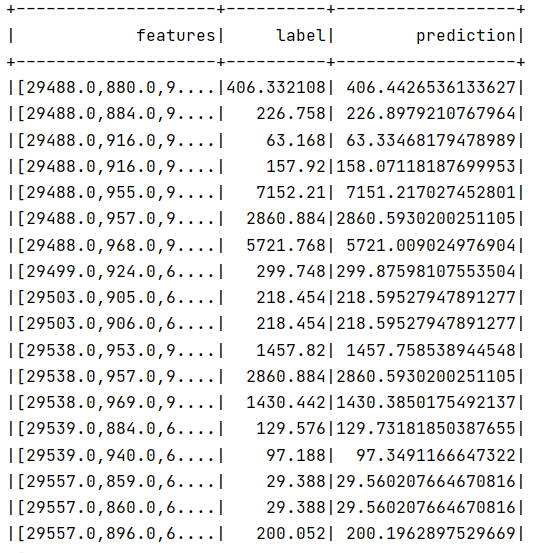 +--------------------+----------+------------------+
|            features|     label|        prediction|
+--------------------+----------+------------------+
|[29488.0,880.0,9....|406.332108| 406.4426536133627|
|[29488.0,884.0,9....|   226.758| 226.8979210767964|
|[29488.0,916.0,9....|    63.168| 63.33468179478989|
|[29488.0,916.0,9....|    157.92|158.07118187699953|
|[29488.0,955.0,9....|   7152.21| 7151.217027452801|
|[29488.0,957.0,9....|  2860.884|2860.5930200251105|
|[29488.0,968.0,9....|  5721.768| 5721.009024976904|
|[29499.0,924.0,6....|   299.748|299.87598107553504|
|[29503.0,905.0,6....|   218.454|218.59527947891277|
|[29503.0,906.0,6....|   218.454|218.59527947891277|
|[29538.0,953.0,9....|   1457.82| 1457.758538944548|
|[29538.0,957.0,9....|  2860.884|2860.5930200251105|
|[29538.0,969.0,9....|  1430.442|1430.3850175492137|
|[29539.0,884.0,6....|   129.576|129.73181850387655|
|[29539.0,940.0,6....|    97.188|  97.3491166647322|
|[29557.0,859.0,6....|    29.388|29.560207664670816|
|[29557.0,860.0,6....|    29.388|29.560207664670816|
|[29557.0,896.0,6....|   200.052| 200.1962897529669|